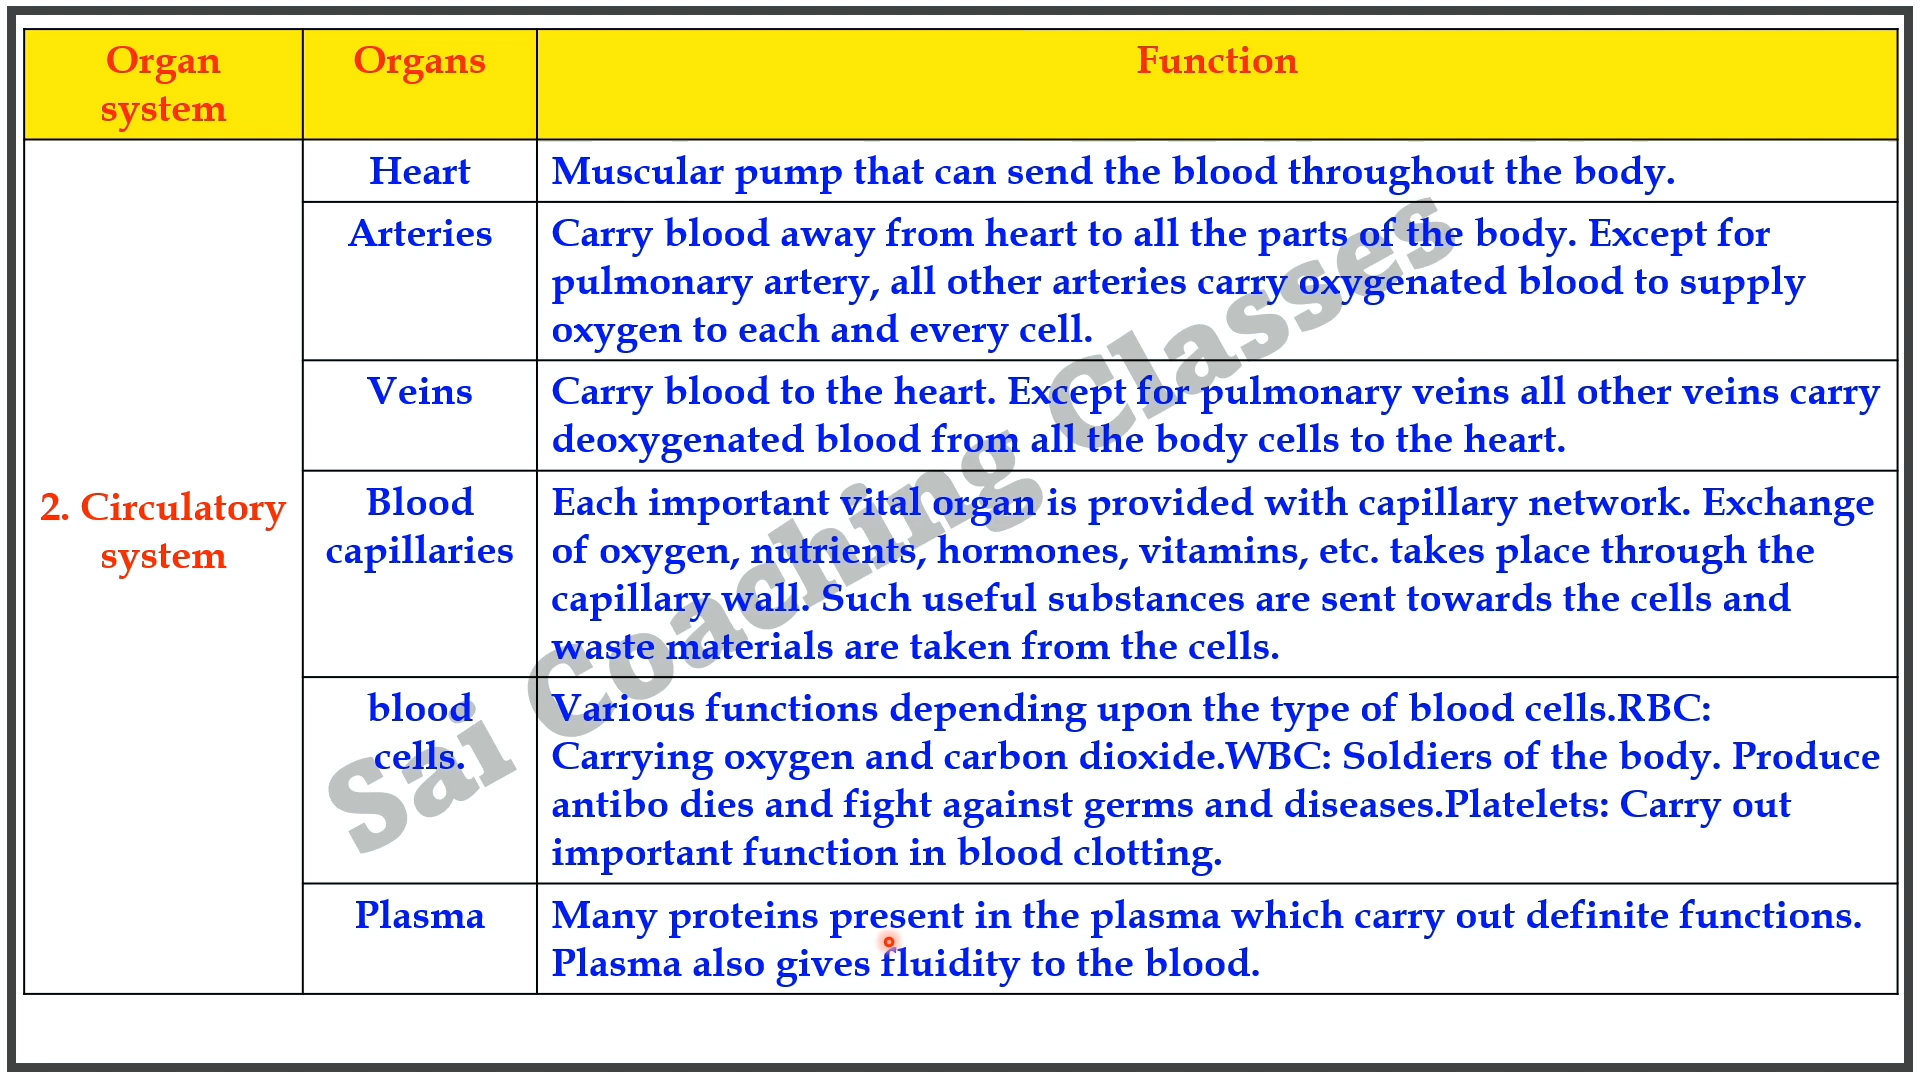 Organ
system
Organs
Function
2. Circulatory
system
Heart
Muscular pump that can send the blood throughout the body.
Arteries
Carry blood away from heart to all the parts of the body. Except for
pulmonary artery, all other arteries carry oxygenated blood to supply
oxygen to each and every cell.
Veins
Carry blood to the heart. Except for pulmonary veins all other veins carry
deoxygenated blood from all the body cells to the heart.
Blood
capillaries
Each important vital organ is provided with capillary network. Exchange
of oxygen, nutrients, hormones, vitamins, etc. takes place through the
capillary wall. Such useful substances are sent towards the cells and
waste materials are taken from the cells.
blood
cells.
Various functions depending upon the type of blood cells.RBC:
Carrying oxygen and carbon dioxide.WBC: Soldiers of the body. Produce
antibo dies and fight against germs and diseases.Platelets: Carry out
important function in blood clotting.
Plasma
Many proteins present in the plasma which carry out definite functions.
Plasma also gives fluidity to the blood.
Sai Coaching Classes